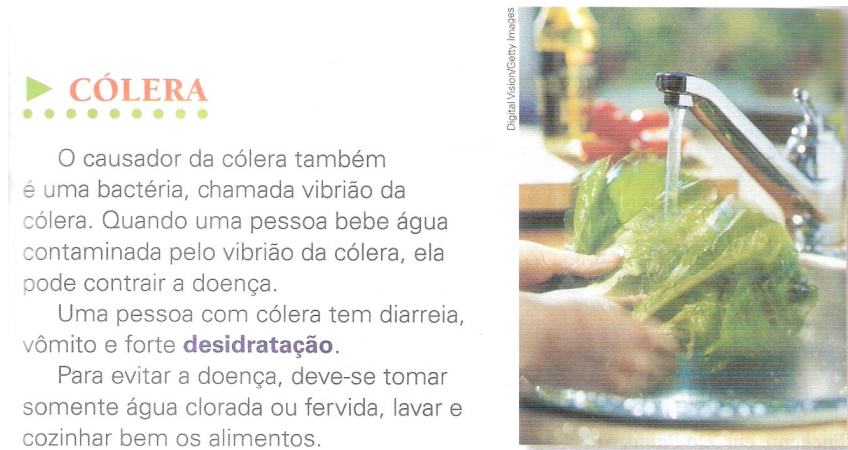 CÓLERA
O causador da cólera também
é uma bactéria, chamada vibrião da
cólera. Quando uma pessoa bebe água
contaminada pelo vibrião da cólera, ela
pode contrair a doença.
Uma pessoa com cólera tem diarreia,
vômito e forte desidratação.
Para evitar a doença, deve-se tomar
somente água clorada ou fervida, lavar e
cozinhar bem os alimentos.
Digital Vision/Getty Images